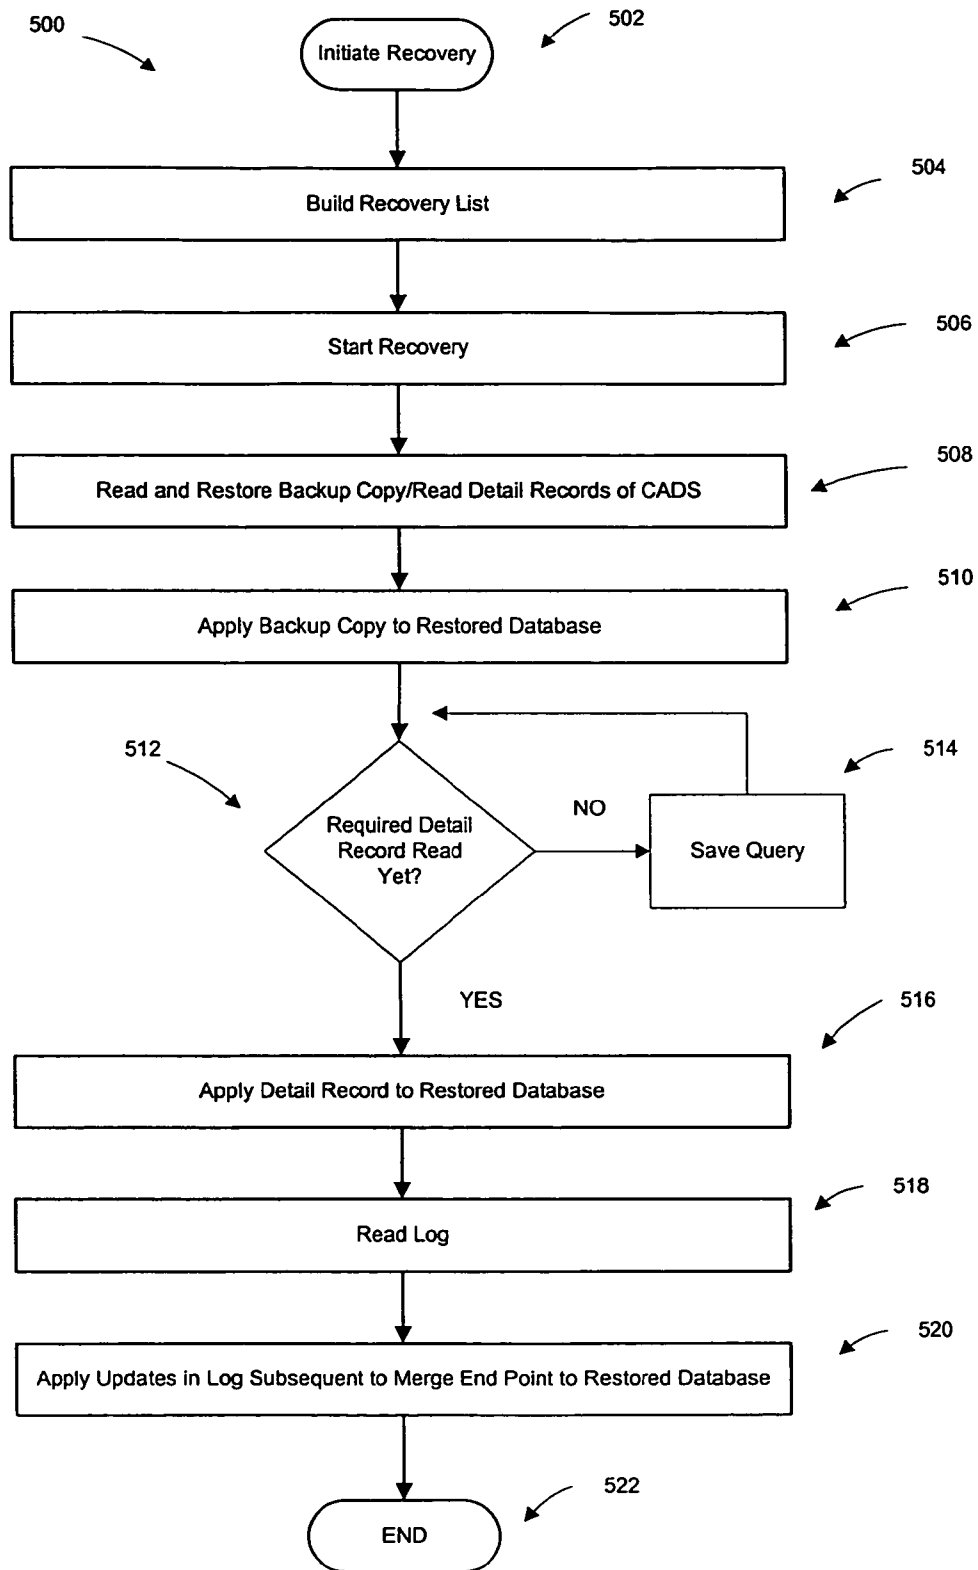 500
502
Initiate Recovery
504
Build Recovery List
506
Start Recovery
508
Read and Restore Backup Copy/Read Detail Records of CADS
510
Apply Backup Copy to Restored Database
512
514
Required Detail
Record Read
Yet?
NO
Save Query
YES
516
Apply Detail Record to Restored Database
518
Read Log
520
Apply Updates in Log Subsequent to Merge End Point to Restored Database
522
END